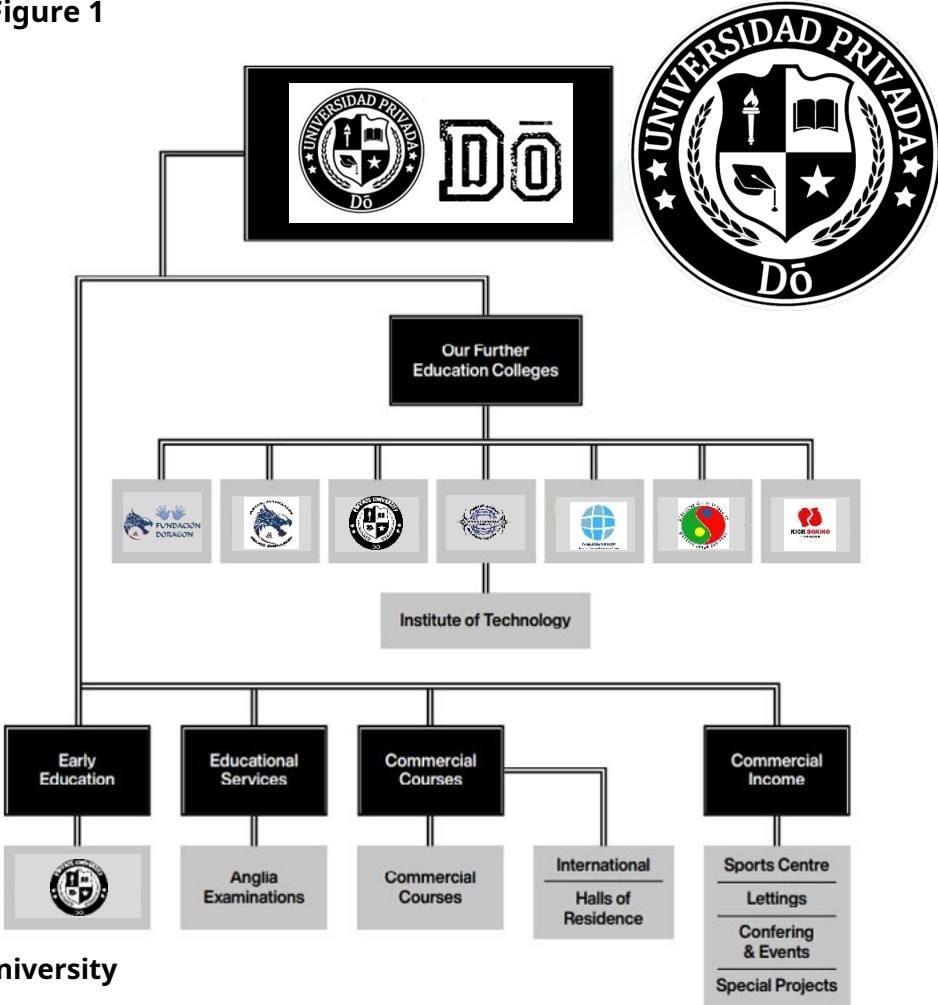 Figure 1
UNIVERSIDAD PRIVADA
Dō
Dō
UNIVERSIDAD PRIVADA
Dō
Our Further
Education Colleges
FUNDACIÓN
DORAGON
KICK BOXING
Institute of Technology
Early
Education
Educational
Services
Commercial
Courses
Commercial
Income
Anglia
Examinations
Commercial
Courses
International
Halls of
Residence
Sports Centre
Lettings
Confering
& Events
Special Projects
niversity